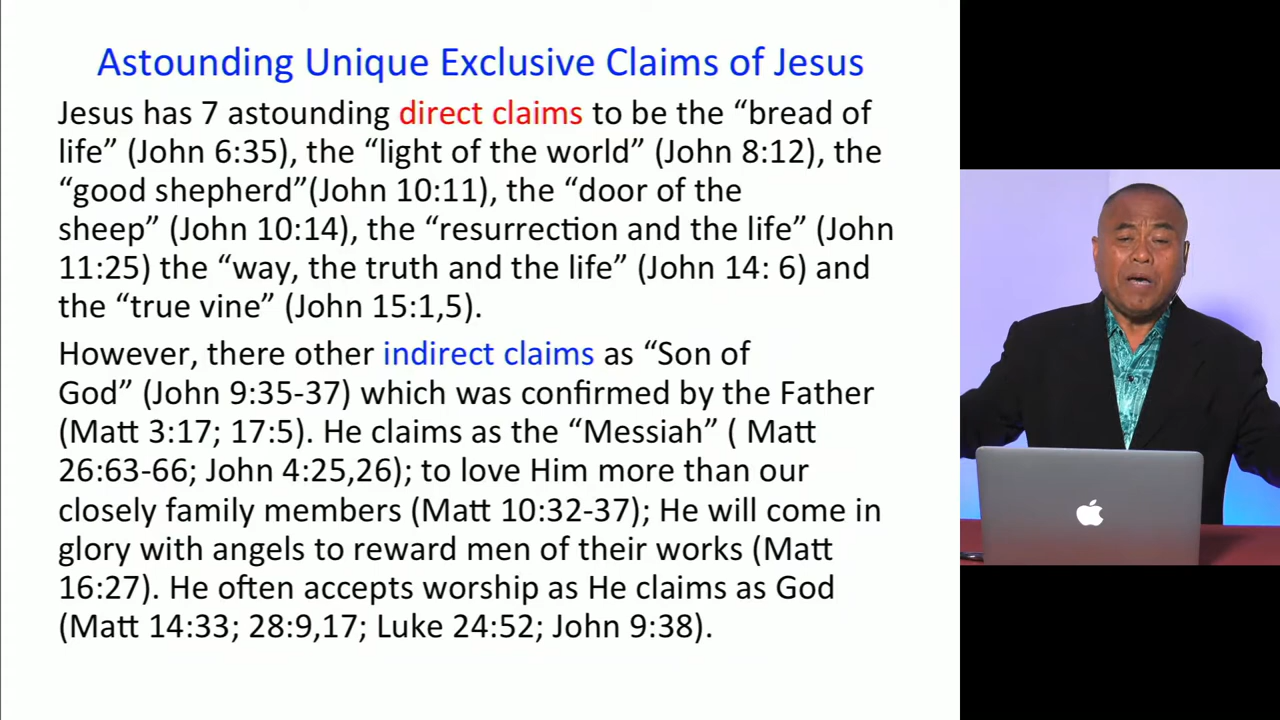 Astounding Unique Exclusive Claims of Jesus
Jesus has 7 astounding direct claims to be the “bread of
life” (John 6:35), the “light of the world” (John 8:12), the
“good shepherd”(John 10:11), the “door of the
sheep” (John 10:14), the “resurrection and the life” (John
11:25) the “way, the truth and the life” (John 14: 6) and
the “true vine” (John 15:1,5).
However, there other indirect claims as “Son of
God” (John 9:35-37) which was confirmed by the Father
(Matt 3:17; 17:5). He claims as the “Messiah” ( Matt
26:63-66; John 4:25,26); to love Him more than our
closely family members (Matt 10:32-37); He will come in
glory with angels to reward men of their works (Matt
16:27). He often accepts worship as He claims as God
(Matt 14:33; 28:9,17; Luke 24:52; John 9:38).